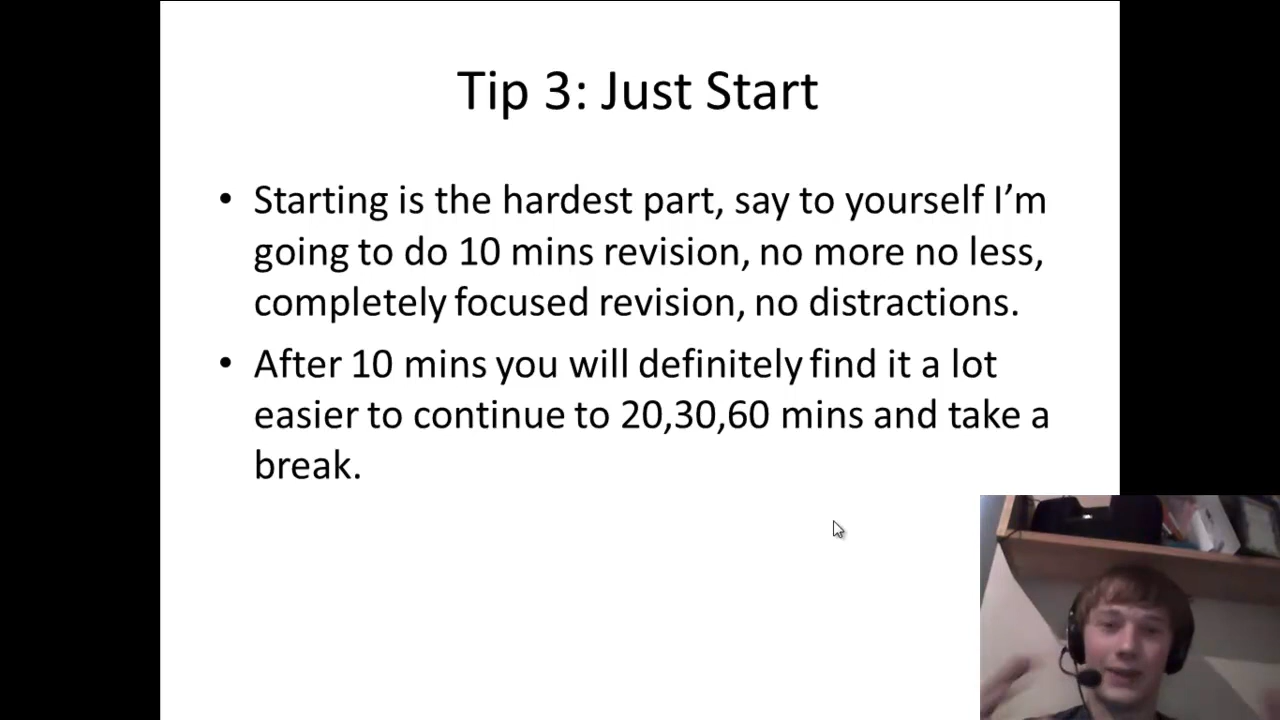 Tip 3: Just Start
• Starting is the hardest part, say to yourself I’m
going to do 10 mins revision, no more no less,
completely focused revision, no distractions.
• After 10 mins you will definitely find it a lot
easier to continue to 20,30,60 mins and take a
break.